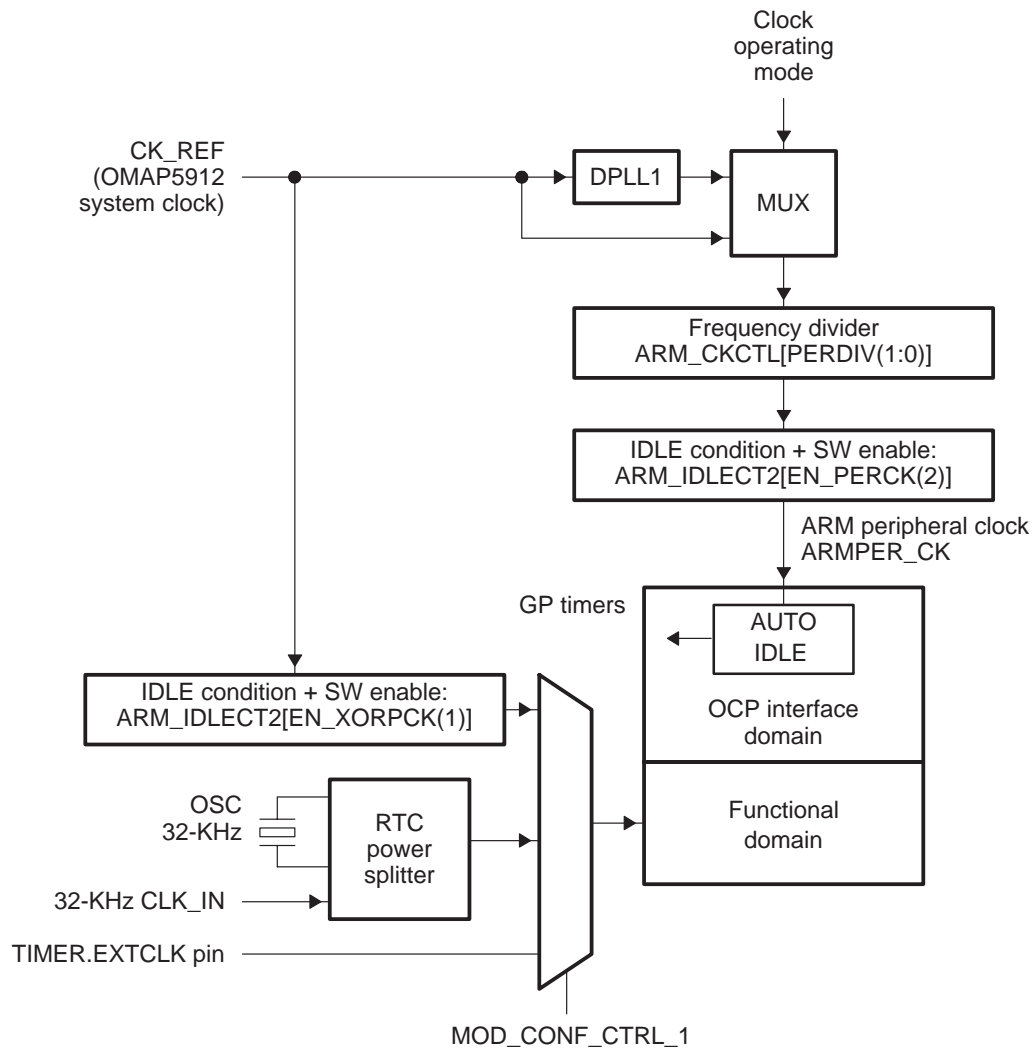 Clock
operating
mode
CK_REF
(OMAP5912
system clock)
DPLL1
MUX
Frequency divider
ARM_CKCTL[PERDIV(1:0)]
IDLE condition + SW enable:
ARM_IDLECT2[EN_PERCK(2)]
ARM peripheral clock
ARMPER_CK
GP timers
AUTO
IDLE
OCP interface
domain
IDLE condition + SW enable:
ARM_IDLECT2[EN_XORPCK(1)]
OSC
32-KHz
RTC
power
splitter
Functional
domain
32-KHz CLK_IN
TIMER.EXTCLK pin
MOD_CONF_CTRL_1